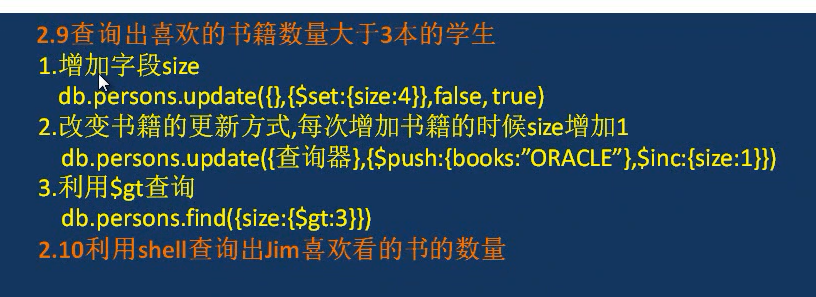 2.9查询出喜欢的书籍数量大于3本的学生
1.增加字段size
db.persons.update({},{$set:{size:4}},false, true)
2.改变书籍的更新方式,每次增加书籍的时候size增加1
db.persons.update({查询器},{$push:{books:”ORACLE”},$inc:{size:1}})
3.利用$gt查询
db.persons.find({size:{$gt:3}})
2.10利用shell查询出Jim喜欢看的书的数量